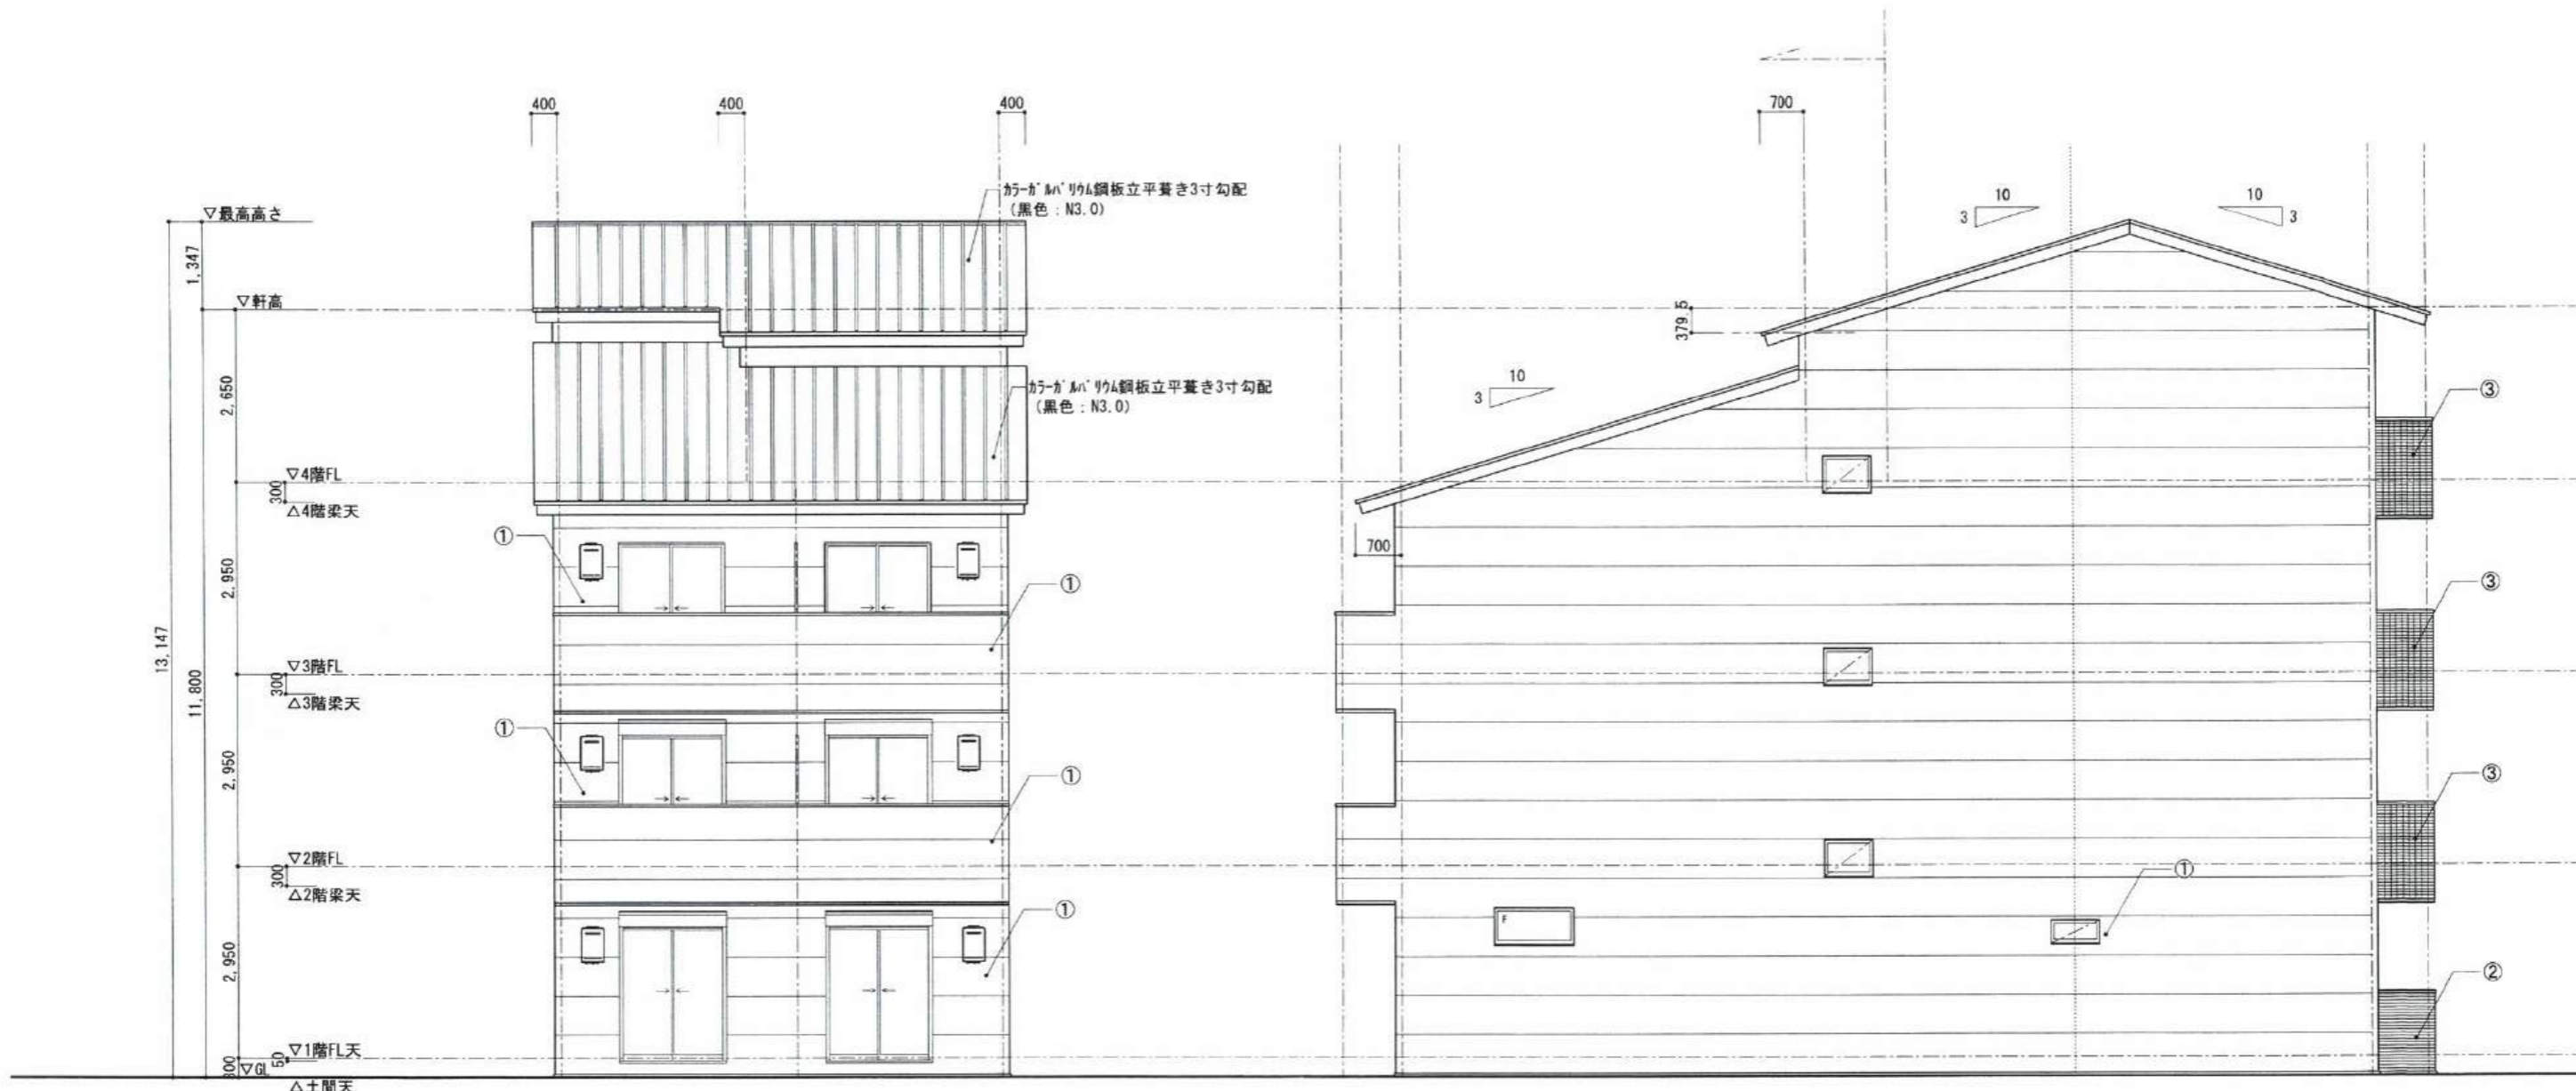 400
400
400
700
カラーガルバリウム鋼板立平葺き3寸勾配
(黒色：N3.0)
▽最高高さ
10
3
10
3
1,347
▽軒高
379.5
2,650
カラーガルバリウム鋼板立平葺き3寸勾配
(黒色：N3.0)
10
3
③
▽4階FL
300
△4階梁天
①
700
2,950
①
③
13,147
11,800
▽3階FL
300
△3階梁天
①
2,950
①
③
▽2階FL
300
△2階梁天
①
①
F
2,950
②
▽1階FL天
50
300
▽GL
△土間天